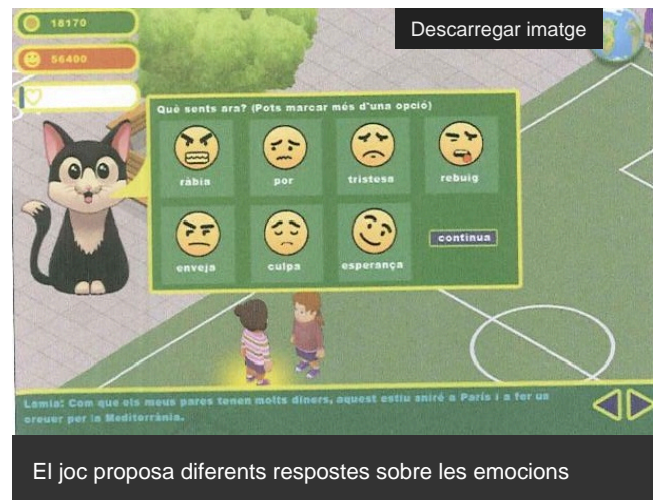 18170
Descarregar imatge
56400
Què sents ara? (Pots marcar més d'una opció)
ràbia
por
tristesa
rebuig
enveja
culpa
esperança
continua
Lamia: Com que els meus pares tenen molts diners, aquest estiu aniré a París i a fer un
creuer per la Mediterrània.
El joc proposa diferents respostes sobre les emocions